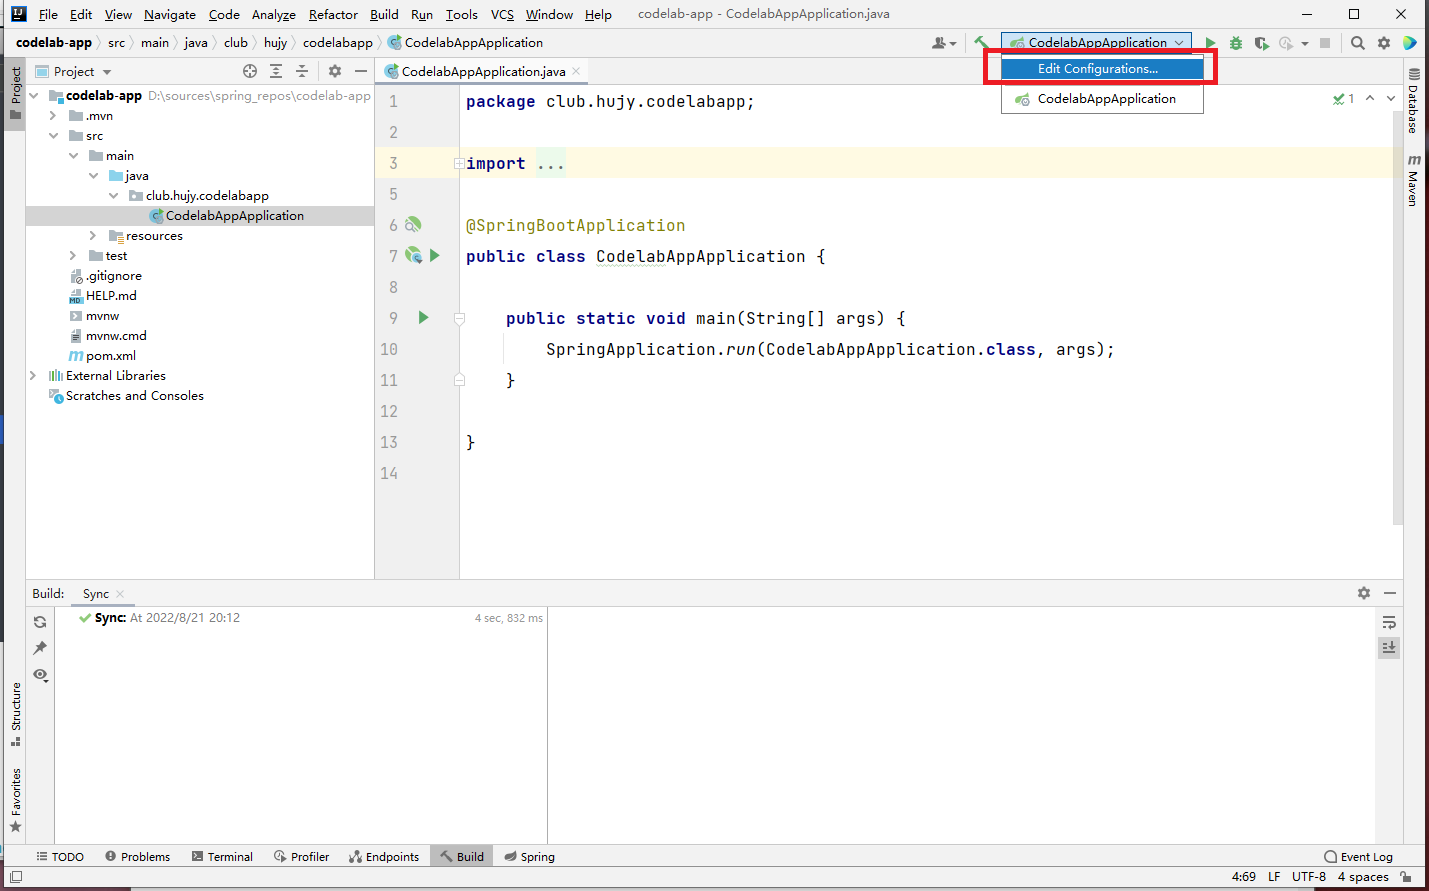 File Edit View Navigate Code Analyze Refactor Build Run Tools VCS Window Help codelab-app - CodelabAppApplication.java
codelab-app src main java club hujy codelabapp CodelabAppApplication CodelabAppApplication
Edit Configurations...
CodelabAppApplication
Project
Project
CodelabAppApplication.java
codelab-app D:\sources\spring_repos\codelab-app
.mvn
src
main
java
club.hujy.codelabapp
CodelabAppApplication
resources
test
.gitignore
HELP.md
mvnw
mvnw.cmd
pom.xml
External Libraries
Scratches and Consoles
1 package club.hujy.codelabapp;
2
3 import ...
5
6 @SpringBootApplication
7 public class CodelabAppApplication {
8
9 public static void main(String[] args) {
10 SpringApplication.run(CodelabAppApplication.class, args);
11 }
12
13 }
14
1
Database
Maven
Build: Sync
Sync: At 2022/8/21 20:12 4 sec, 832 ms
Structure
Favorites
TODO Problems Terminal Profiler Endpoints Build Spring Event Log
4:69 LF UTF-8 4 spaces